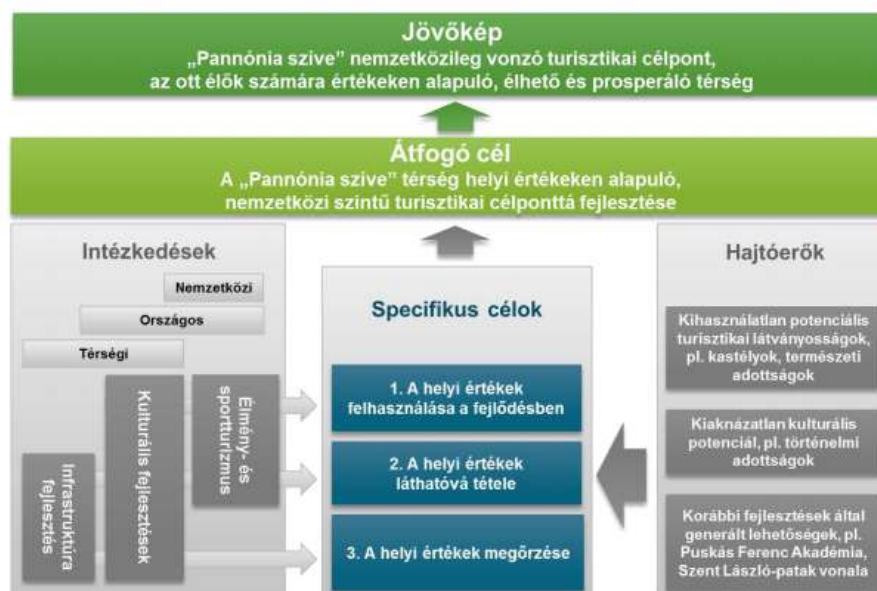 Jövőkép
„Pannónia szíve” nemzetközileg vonzó turisztikai célpont,
az ott élők számára értékeken alapuló, élhető és prosperáló térség
Átfogó cél
A „Pannónia szíve” térség helyi értékeken alapuló,
nemzetközi szintű turisztikai célponttá fejlesztése
Intézkedések
Nemzetközi
Országos
Térségi
Infrastruktúra
fejlesztés
Kulturális fejlesztések
Élmény- és
sportturizmus
Specifikus célok
1. A helyi értékek
felhasználása a fejlődésben
2. A helyi értékek
láthatóvá tétele
3. A helyi értékek megőrzése
Hajtóerők
Kihasználatlan potenciális
turisztikai látványosságok,
pl. kastélyok, természeti
adottságok
Kiaknázatlan kulturális
potenciál, pl. történelmi
adottságok
Korábbi fejlesztések által
generált lehetőségek, pl.
Puskás Ferenc Akadémia,
Szent László-patak vonala